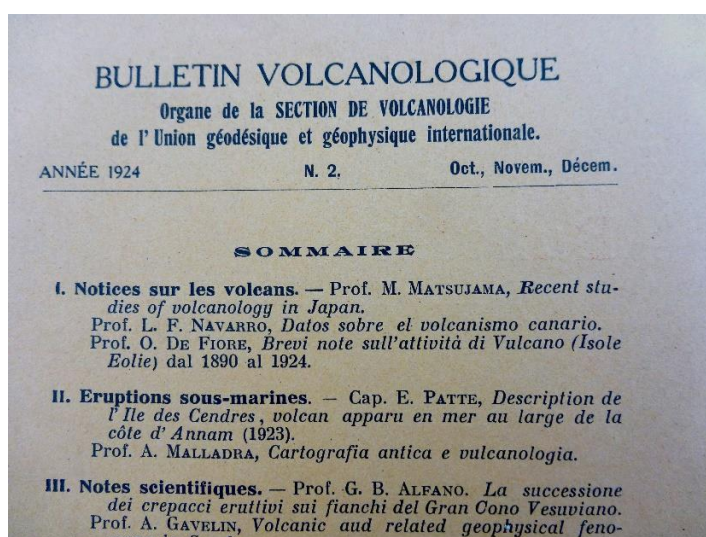 BULLETIN VOLCANOLOGIQUE
Organe de la SECTION DE VOLCANOLOGIE
de l' Union géodésique et géophysique internationale.
ANNÉE 1924 N. 2. Oct., Novem., Décem.
SOMMAIRE
I. Notices sur les volcans. — Prof. M. MATSUJAMA, Recent stu-
dies of volcanology in Japan.
Prof. L. F. NAVARRO, Datos sobre el volcanismo canario.
Prof. O. DE FIORE, Brevi note sull'attività di Vulcano (Isole
Eolie) dal 1890 al 1924.
II. Eruptions sous-marines. — Cap. E. PATTE, Description de
l' Ile des Cendres, volcan apparu en mer au large de la
côte d' Annam (1923).
Prof. A. MALLADRA, Cartografia antica e vulcanologia.
III. Notes scientifiques. — Prof. G. B. ALFANO. La successione
dei crepacci eruttivi sui fianchi del Gran Cono Vesuviano.
Prof. A. GAVELIN, Volcanic aud related geophysical feno-